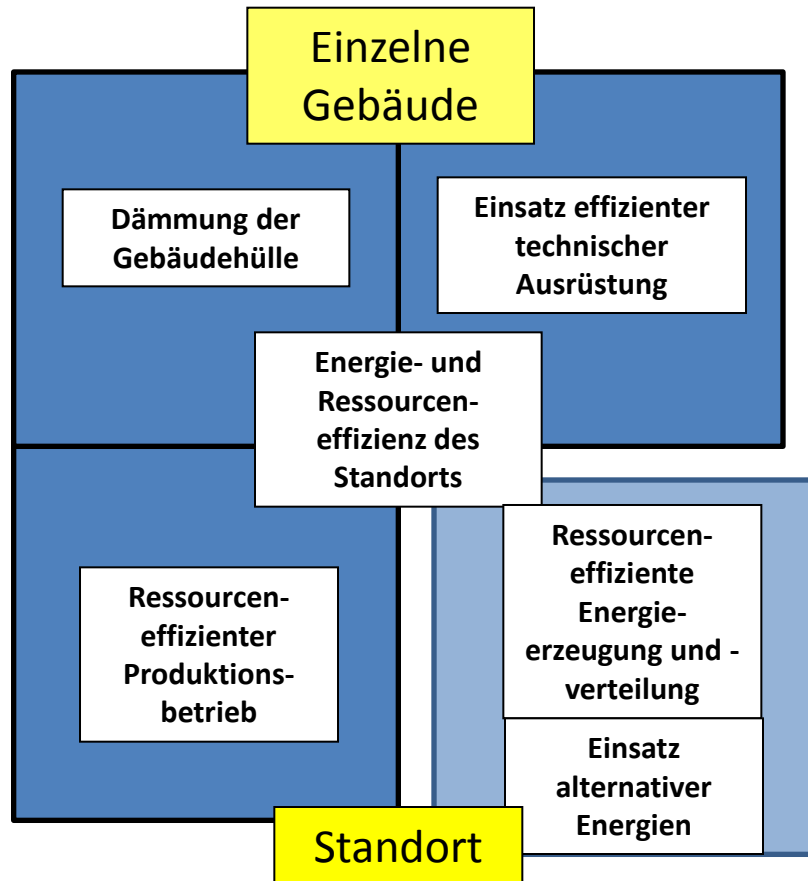 Einzelne
Gebäude
Dämmung der
Gebäudehülle
Einsatz effizienter
technischer
Ausrüstung
Energie- und
Ressourcen-
effizienz des
Standorts
Ressourcen-
effizienter
Produktions-
betrieb
Ressourcen-
effiziente
Energie-
erzeugung und -
verteilung
Einsatz
alternativer
Energien
Standort